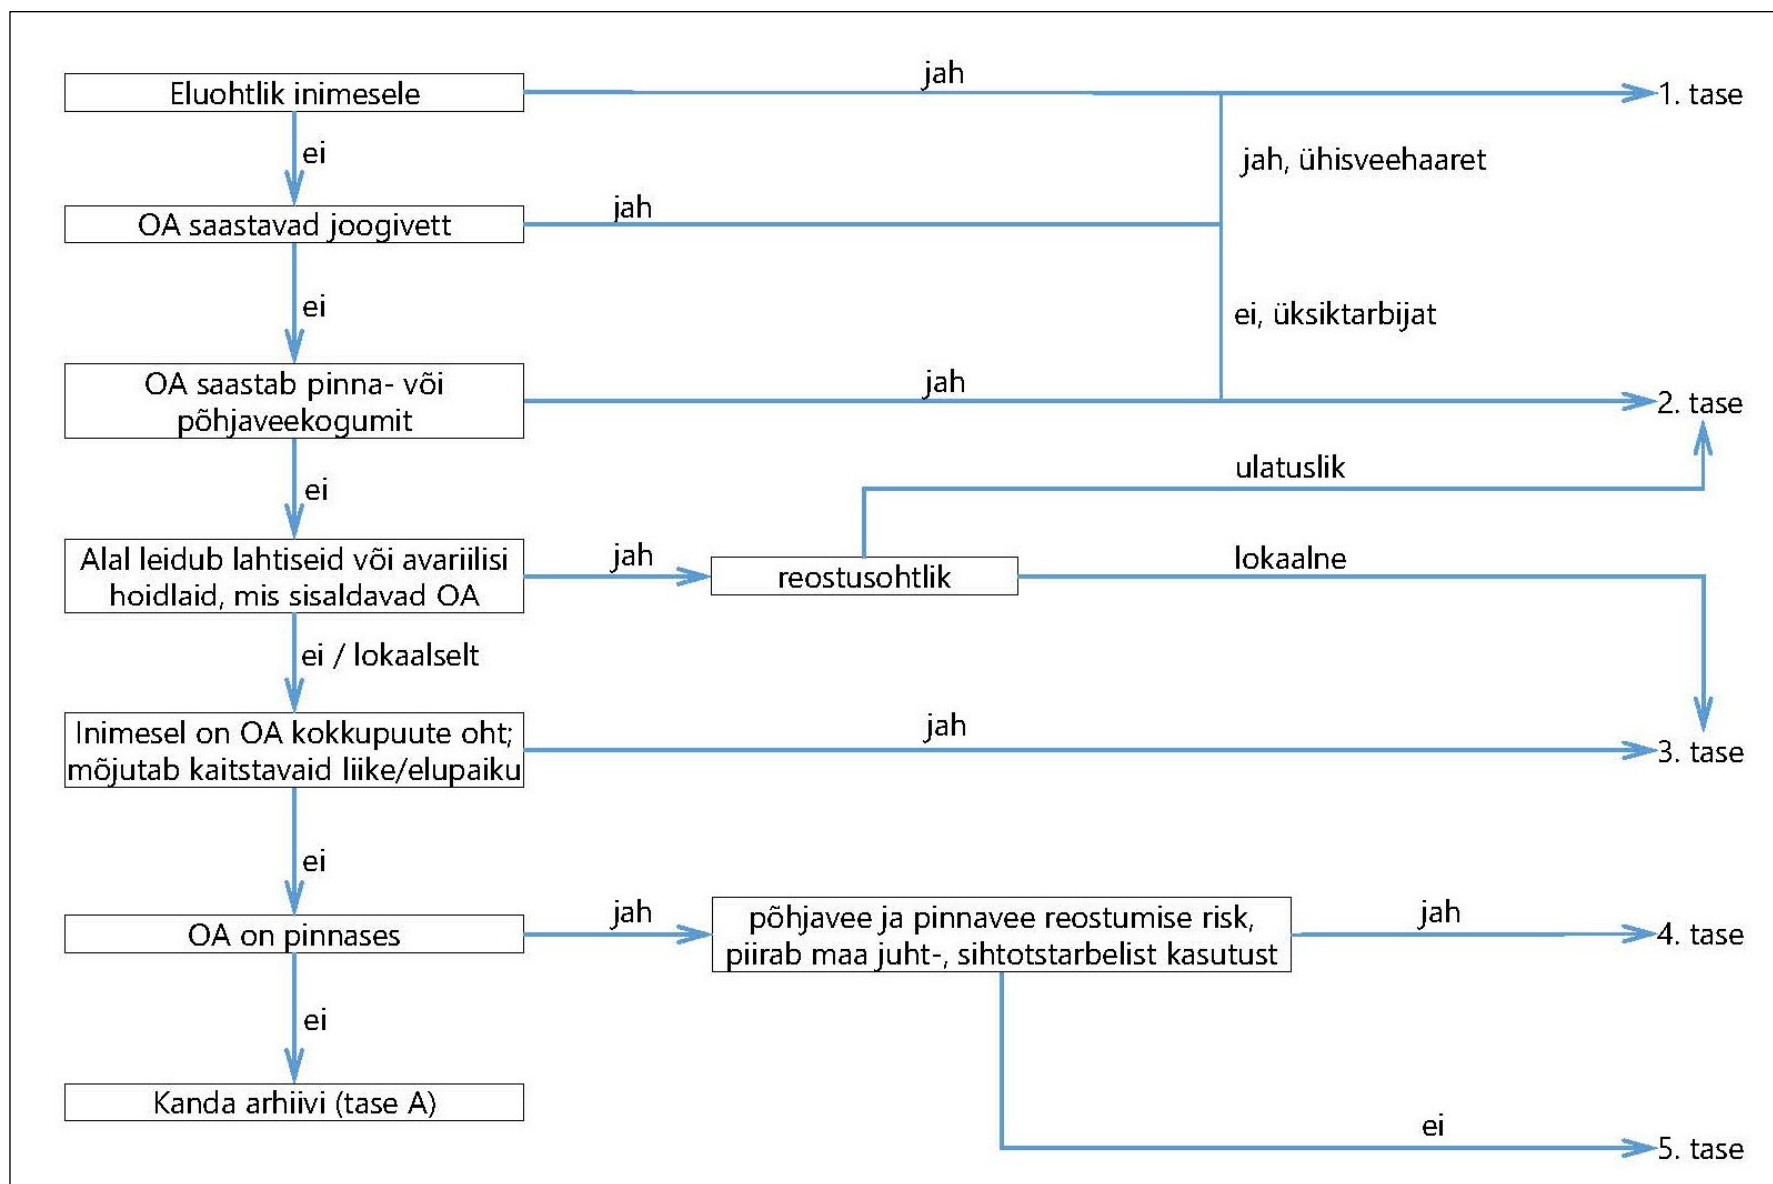 Eluohtlik inimesele
jah
1. tase
ei
jah, ühisveehaaret
OA saastavad joogivett
jah
ei
ei, üksiktarbijat
OA saastab pinna- või
põhjaveekogumit
jah
2. tase
ei
ulatuslik
Alal leidub lahtiseid või avariilisi
hoidlaid, mis sisaldavad OA
jah
reostusohtlik
lokaalne
ei / lokaalselt
Inimesel on OA kokkupuute oht;
mõjutab kaitstavaid liike/elupaiku
jah
3. tase
ei
OA on pinnases
jah
põhjavee ja pinnavee reostumise risk,
piirab maa juht-, sihtotstarbelist kasutust
jah
4. tase
ei
Kanda arhiivi (tase A)
ei
5. tase